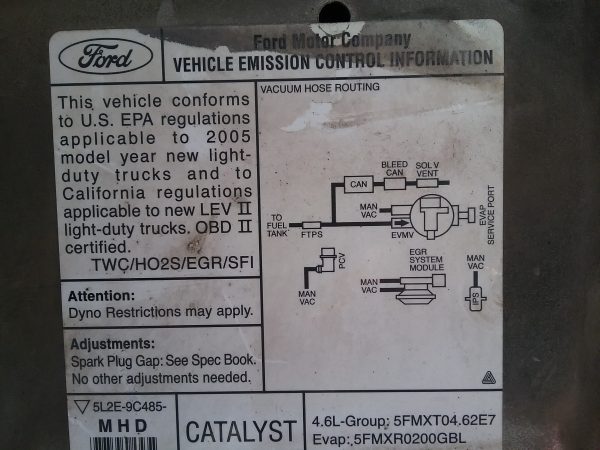 Ford
Ford Motor Company
VEHICLE EMISSION CONTROL INFORMATION
This vehicle conforms
to U.S. EPA regulations
applicable to 2005
model year new light-
duty trucks and to
California regulations
applicable to new LEV II
light-duty trucks. OBD II
certified.
TWC/HO2S/EGR/SFI
Attention:
Dyno Restrictions may apply.
Adjustments:
Spark Plug Gap: See Spec Book.
No other adjustments needed.
5L2E-9C485-
MHD
VACUUM HOSE ROUTING
BLEED
CAN
SOL V
VENT
CAN
MAN
VAC
TO
FUEL
TANK
FTPS
EVMV
EVAP
SERVICE PORT
PCV
MAN
VAC
EGR
SYSTEM
MODULE
MAN
VAC
MAN
VAC
IPS
CATALYST
4.6L-Group: 5FMXT04.62E7
Evap: 5FMXR0200GBL